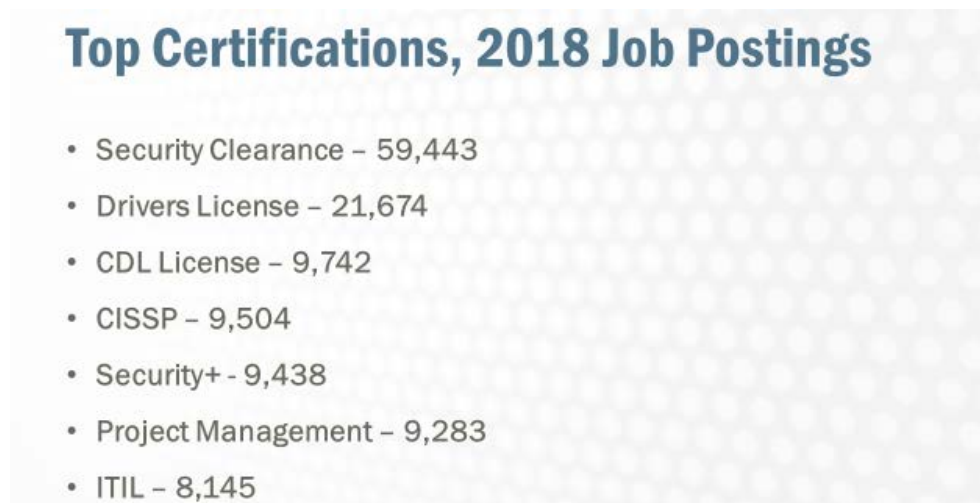 Top Certifications, 2018 Job Postings
• Security Clearance – 59,443
• Drivers License – 21,674
• CDL License – 9,742
• CISSP – 9,504
• Security+ - 9,438
• Project Management – 9,283
• ITIL – 8,145